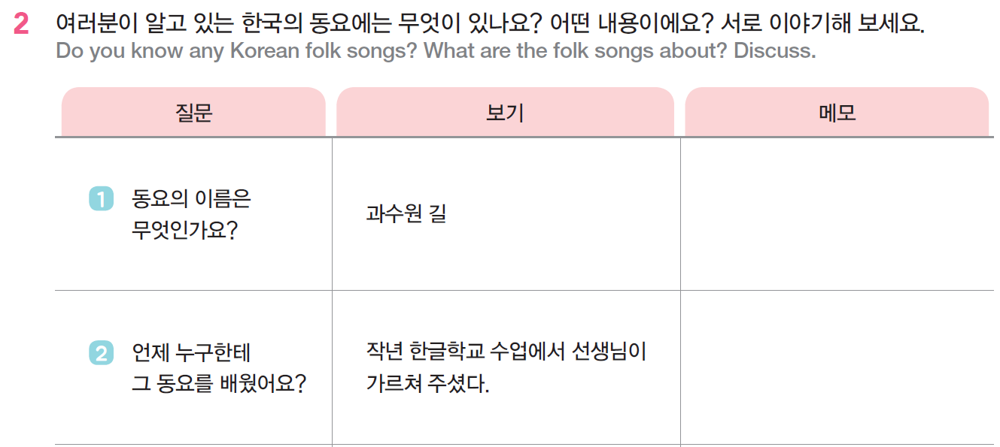 2 여러분이 알고 있는 한국의 동요에는 무엇이 있나요? 어떤 내용이에요? 서로 이야기해 보세요.
Do you know any Korean folk songs? What are the folk songs about? Discuss.
질문 보기 메모
1 동요의 이름은
무엇인가요?
과수원 길
2 언제 누구한테
그 동요를 배웠어요?
작년 한글학교 수업에서 선생님이
가르쳐 주셨다.